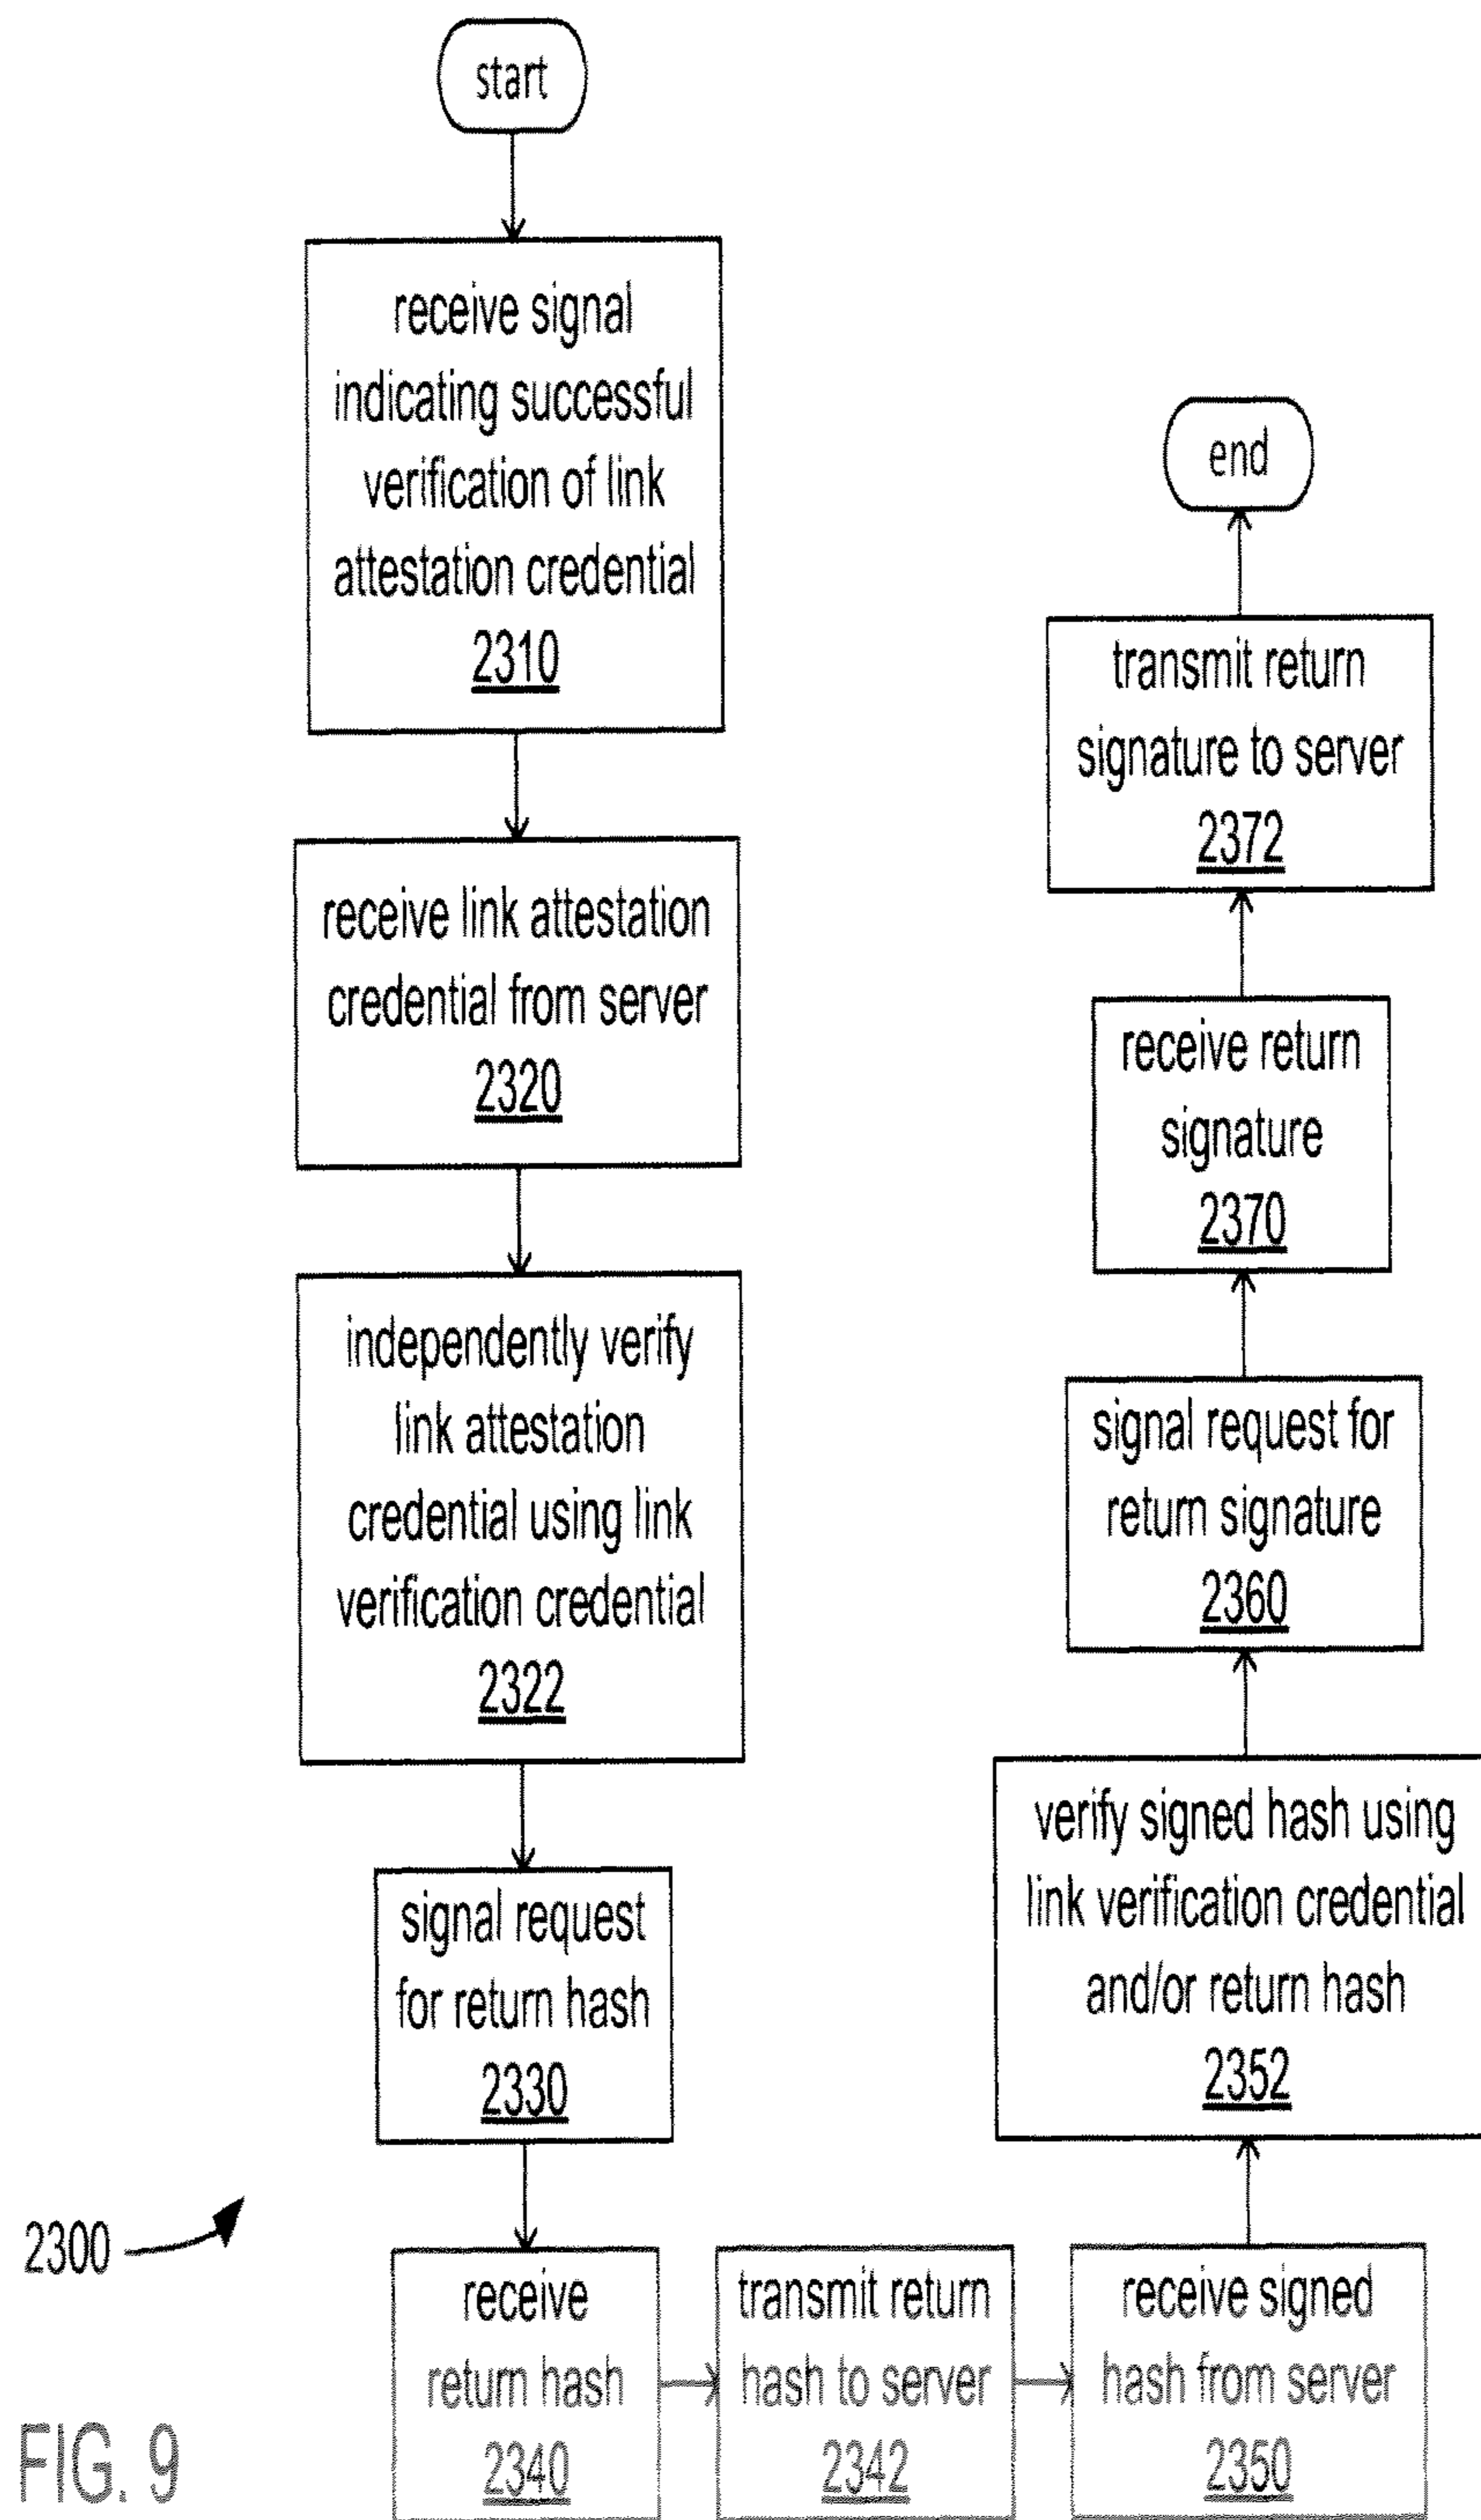 start
receive signal
indicating successful
verification of link
attestation credential
2310
receive link attestation
credential from server
2320
independently verify
link attestation
credential using link
verification credential
2322
signal request
for return hash
2330
receive
return hash
2340
transmit return
hash to server
2342
receive signed
hash from server
2350
verify signed hash using
link verification credential
and/or return hash
2352
signal request for
return signature
2360
receive return
signature
2370
transmit return
signature to server
2372
end
2300
FIG. 9